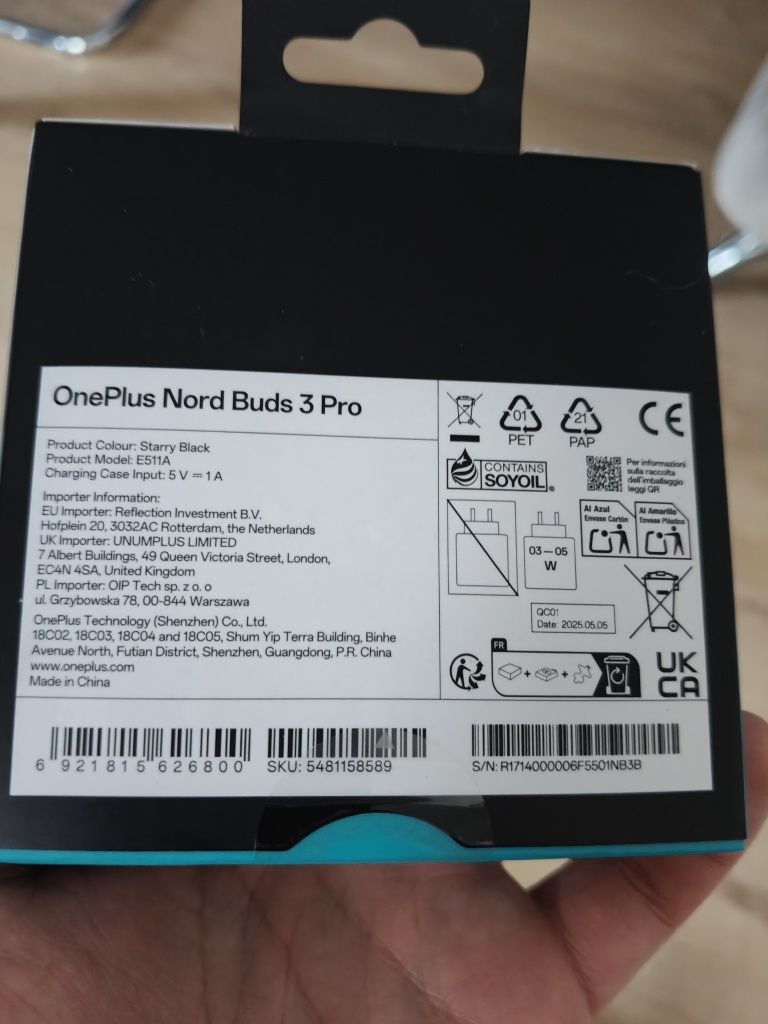 OnePlus Nord Buds 3 Pro
Product Colour: Starry Black
Product Model: E511A
Charging Case Input: 5 V⎓1 A
Importer Information:
EU Importer: Reflection Investment B.V.
Hofplein 20, 3032AC Rotterdam, the Netherlands
UK Importer: UNUMPLUS LIMITED
7 Albert Buildings, 49 Queen Victoria Street, London,
EC4N 4SA, United Kingdom
PL Importer: OIP Tech sp. z o. o
ul. Grzybowska 78, 00-844 Warszawa
OnePlus Technology (Shenzhen) Co., Ltd.
18C02, 18C03, 18C04 and 18C05, Shum Yip Terra Building, Binhe
Avenue North, Futian District, Shenzhen, Guangdong, P.R. China
www.oneplus.com
Made in China
01
PET
21
PAP
CE
CONTAINS
SOYOIL®
Per informazioni
sulla raccolta
dell'imballaggio
leggi QR
Al Azul
Envase Cartón
Al Amarillo
Envase Plástico
03 – 05
W
QC01
Date: 2025.05.05
FR
UK
CA
6 921815 626800
SKU: 5481158589
S/N: R1714000006F5501NB3B